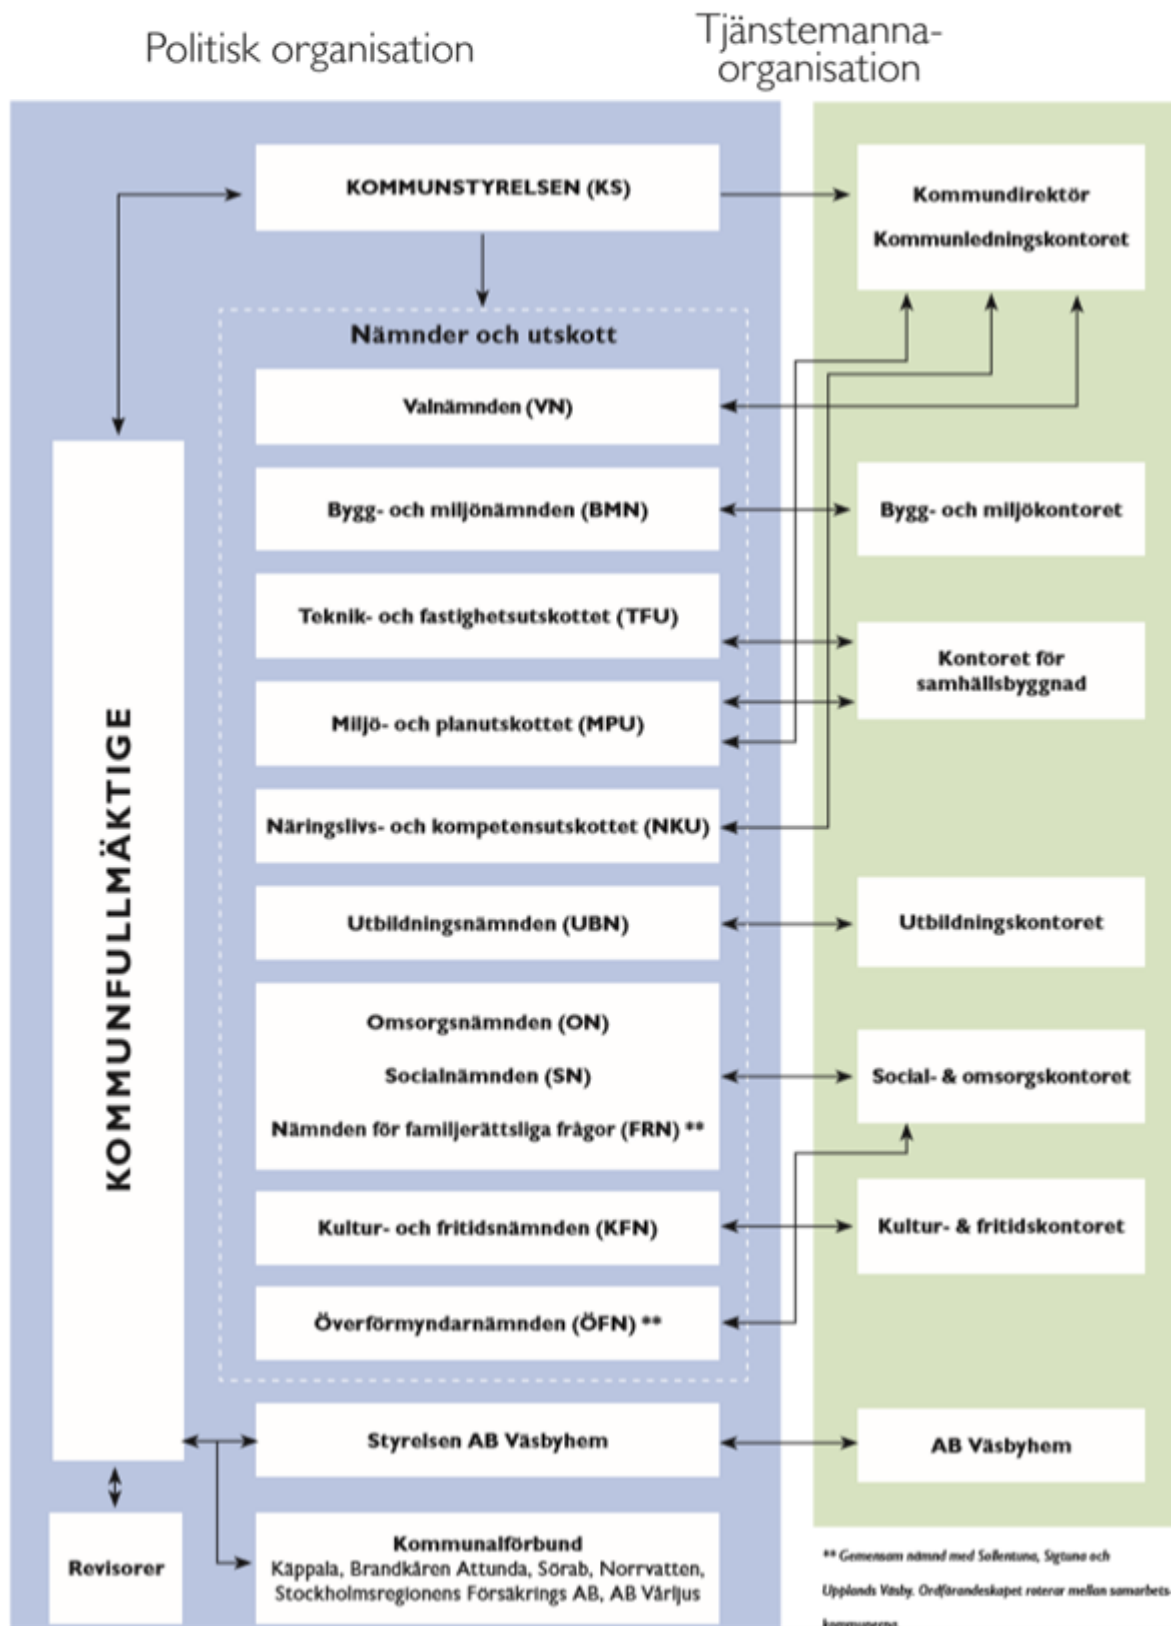 Politisk organisation
Tjänstemanna-
organisation
KOMMUNSTYRELSEN (KS)
Kommundirektör
Kommunledningskontoret
Nämnder och utskott
Valnämnden (VN)
Bygg- och miljönämnden (BMN)
Bygg- och miljökontoret
Teknik- och fastighetsutskottet (TFU)
Kontoret för
samhällsbyggnad
Miljö- och planutskottet (MPU)
Näringslivs- och kompetensutskottet (NKU)
KOMMUNFULLMÄKTIGE
Utbildningsnämnden (UBN)
Utbildningskontoret
Omsorgsnämnden (ON)
Socialnämnden (SN)
Nämnden för familjerättsliga frågor (FRN) **
Social- & omsorgskontoret
Kultur- och fritidsnämnden (KFN)
Kultur- & fritidskontoret
Överförmyndarnämnden (ÖFN) **
Styrelsen AB Väsbyhem
AB Väsbyhem
Revisorer
Kommunalförbund
Käppala, Brandkåren Attunda, Sörab, Norrvatten,
Stockholmsregionens Försäkrings AB, AB Vårljus
** Gemensam nämnd med Sollentuna, Sigtuna och
Upplands Väsby. Ordförandeskapet roterar mellan samarbets-
kommunerna